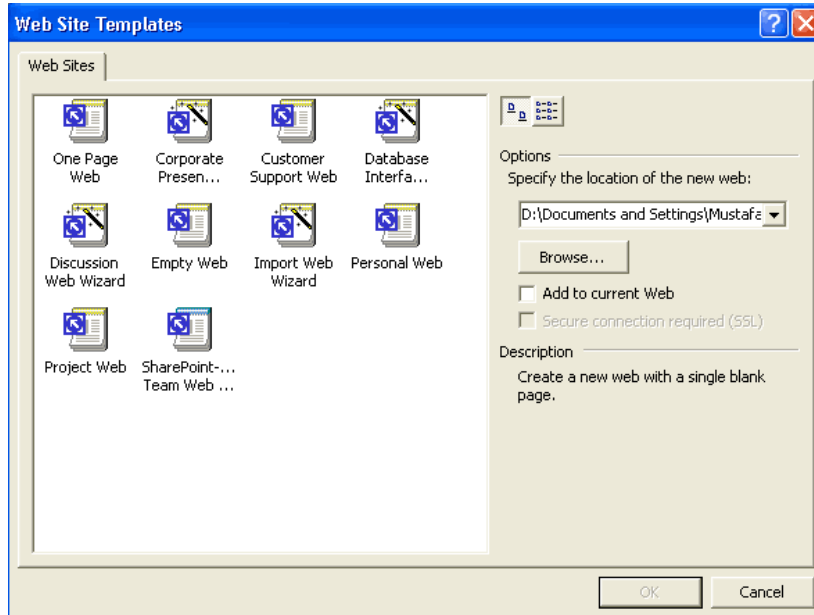 Web Site Templates
Web Sites
One Page Web
Corporate Presen...
Customer Support Web
Database Interfa...
Discussion Web Wizard
Empty Web
Import Web Wizard
Personal Web
Project Web
SharePoint-... Team Web ...
Options
Specify the location of the new web:
D:\Documents and Settings\Mustafa
Browse...
Add to current Web
Secure connection required (SSL)
Description
Create a new web with a single blank
page.
OK
Cancel